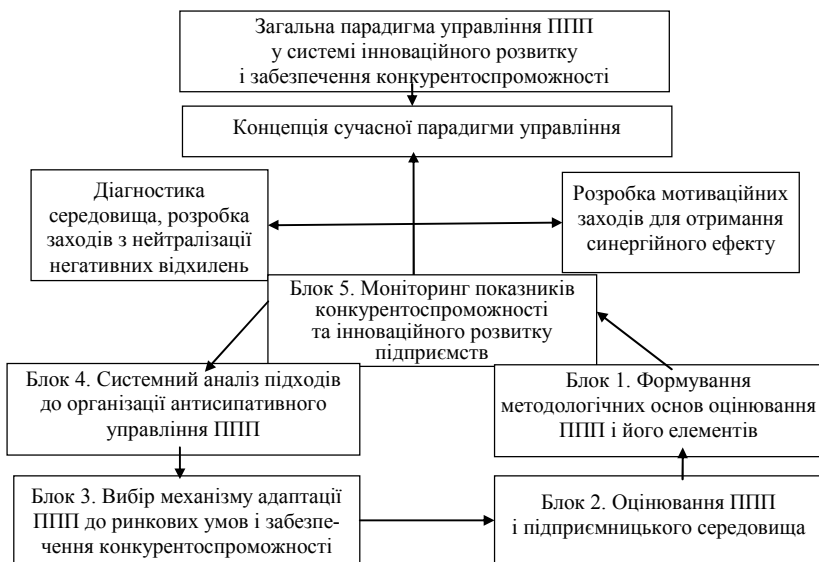 Загальна парадигма управління ППП
у системі інноваційного розвитку
і забезпечення конкурентоспроможності
Концепція сучасної парадигми управління
Діагностика
середовища, розробка
заходів з нейтралізації
негативних відхилень
Розробка мотиваційних
заходів для отримання
синергійного ефекту
Блок 5. Моніторинг показників
конкурентоспроможності
та інноваційного розвитку
підприємств
Блок 4. Системний аналіз підходів
до організації антисипативного
управління ППП
Блок 1. Формування
методологічних основ оцінювання
ППП і його елементів
Блок 3. Вибір механізму адаптації
ППП до ринкових умов і забезпе-
чення конкурентоспроможності
Блок 2. Оцінювання ППП
і підприємницького середовища